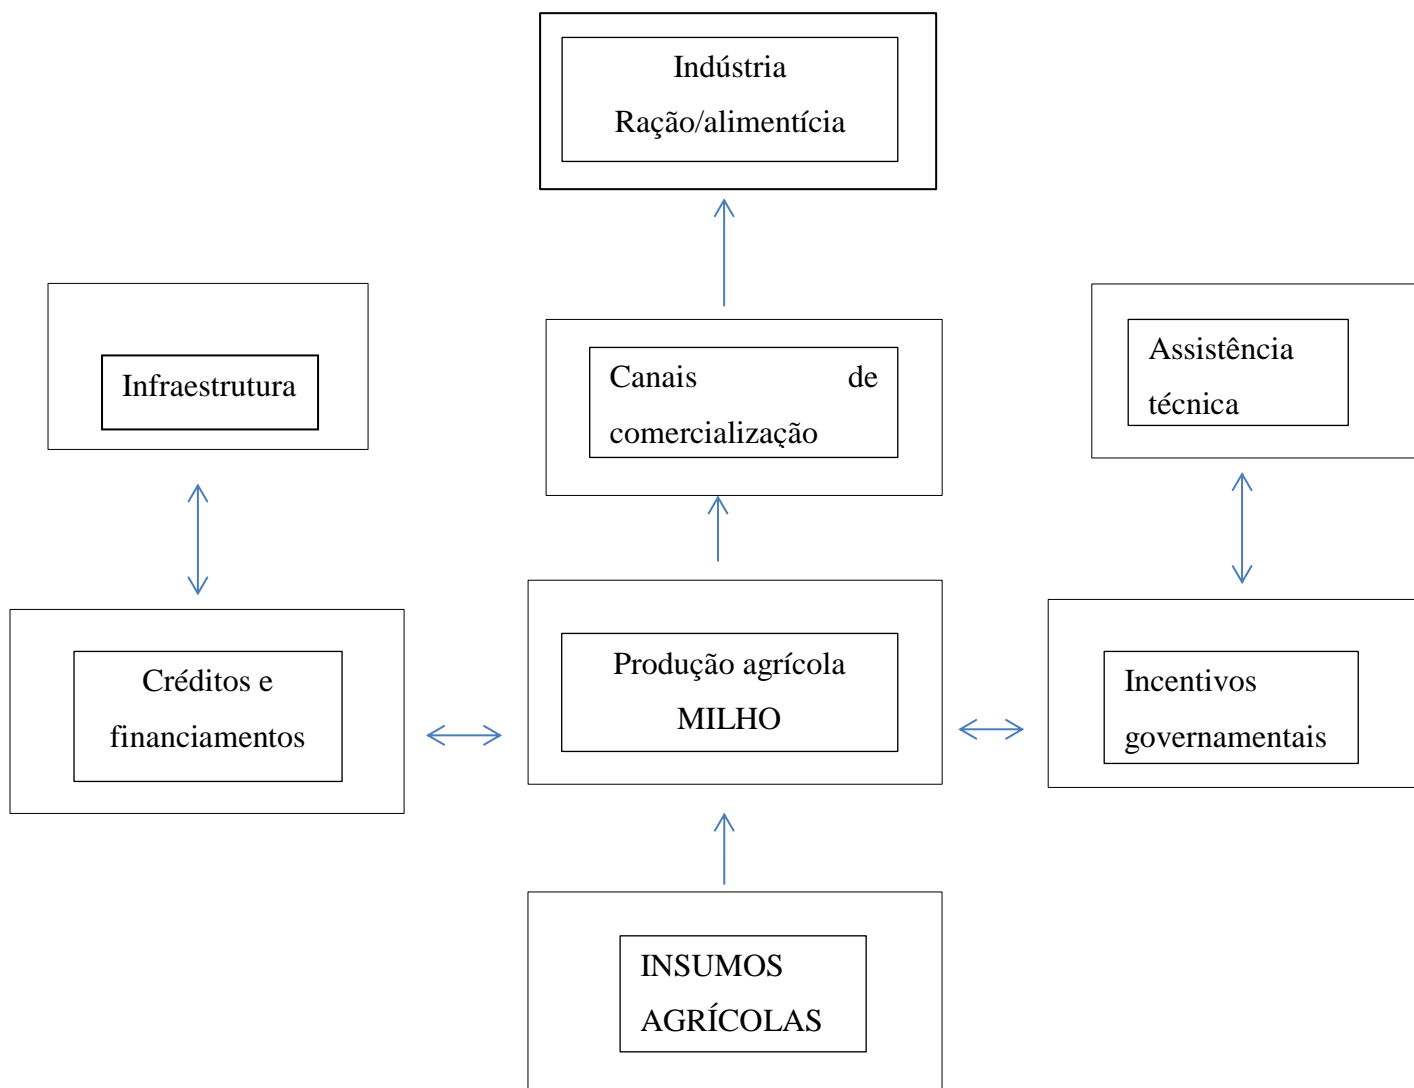 Indústria
Ração/alimentícia
Infraestrutura
Canais de
comercialização
Assistência
técnica
Créditos e
financiamentos
Produção agrícola
MILHO
Incentivos
governamentais
INSUMOS
AGRÍCOLAS